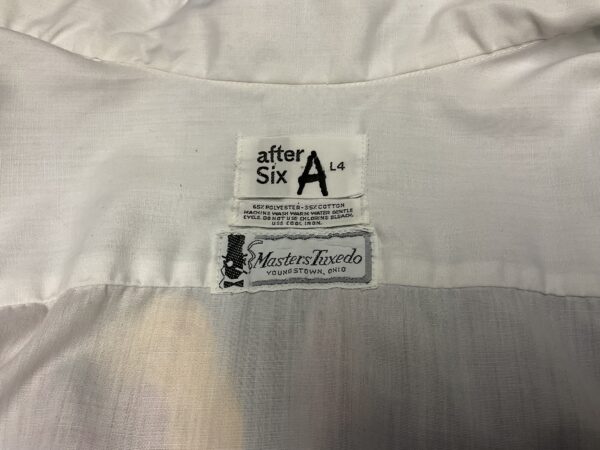 after
Six A L4
65% POLYESTER - 35% COTTON
MACHINE WASH WARM WATER GENTLE
CYCLE. DO NOT USE CHLORINE BLEACH.
USE COOL IRON.
Masters Tuxedo
YOUNGSTOWN, OHIO